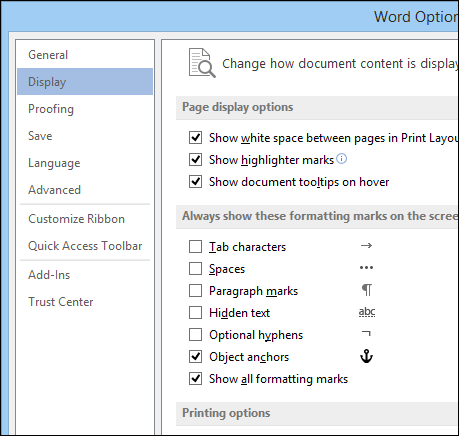 Word Optio
General
Display
Proofing
Save
Language
Advanced
Customize Ribbon
Quick Access Toolbar
Add-Ins
Trust Center
Change how document content is display
Page display options
Show white space between pages in Print Layou
Show highlighter marks
Show document tooltips on hover
Always show these formatting marks on the scree
Tab characters →
Spaces •••
Paragraph marks ¶
Hidden text abc
Optional hyphens ¬
Object anchors
Show all formatting marks
Printing options